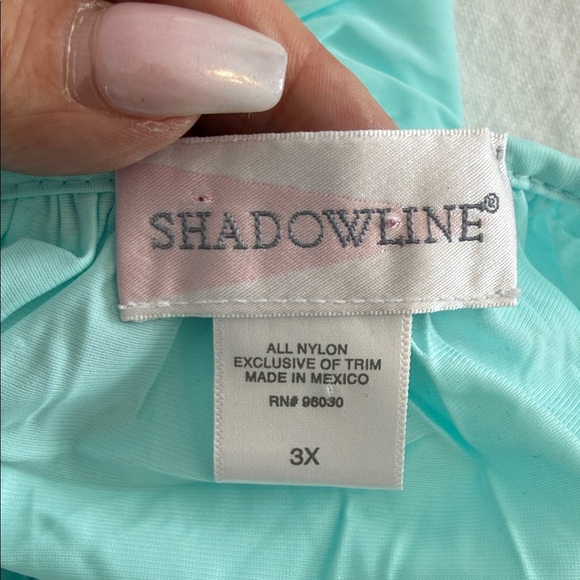 SHADOWLINE®
ALL NYLON
EXCLUSIVE OF TRIM
MADE IN MEXICO
RN# 96030
3X